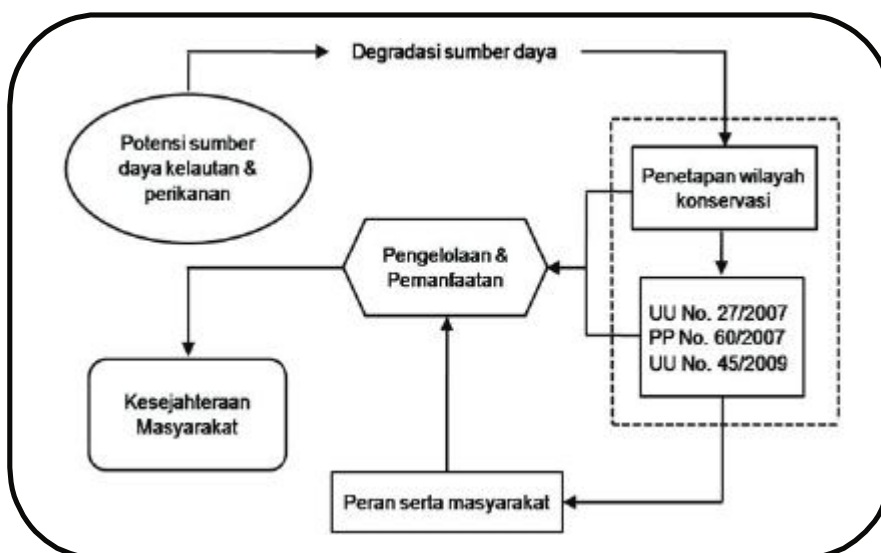 Degradasi sumber daya
Potensi sumber
daya kelautan &
perikanan
Penetapan wilayah
konservasi
Pengelolaan &
Pemanfaatan
UU No. 27/2007
PP No. 60/2007
UU No. 45/2009
Kesejahteraan
Masyarakat
Peran serta masyarakat